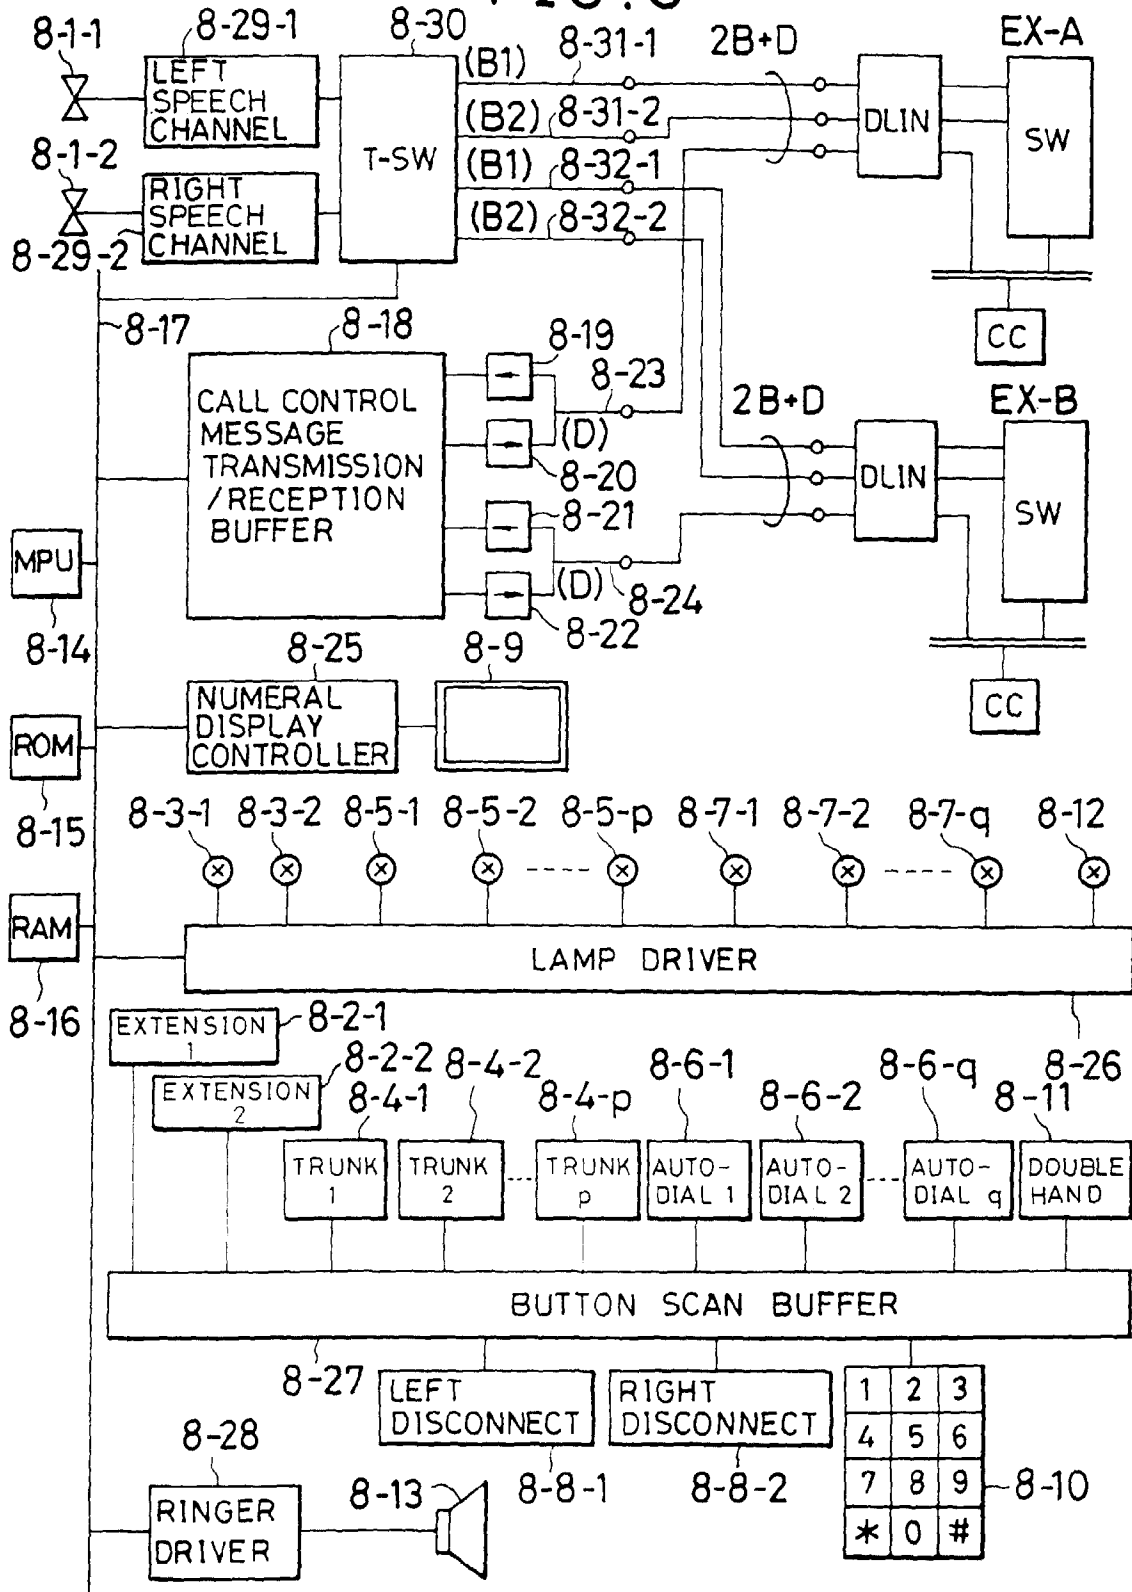 8-1-1
8-29-1
8-30
8-31-1
2B+D
EX-A
LEFT
SPEECH
CHANNEL
(B1)
(B2)
8-31-2
DLIN
SW
T-SW
8-1-2
(B1)
8-32-1
RIGHT
SPEECH
CHANNEL
(B2)
8-32-2
8-29-2
8-17
8-18
8-19
8-23
CC
CALL CONTROL
MESSAGE
TRANSMISSION
/RECEPTION
BUFFER
(D)
8-20
8-21
(D)
8-24
8-22
2B+D
EX-B
DLIN
SW
CC
MPU
8-14
8-25
8-9
NUMERAL
DISPLAY
CONTROLLER
ROM
8-15
8-3-1
8-3-2
8-5-1
8-5-2
8-5-p
8-7-1
8-7-2
8-7-q
8-12
RAM
8-16
LAMP DRIVER
8-26
EXTENSION
1
8-2-1
EXTENSION
2
8-2-2
8-4-1
8-4-2
8-4-p
8-6-1
8-6-2
8-6-q
8-11
TRUNK
1
TRUNK
2
TRUNK
p
AUTO-
DIAL 1
AUTO-
DIAL 2
AUTO-
DIAL q
DOUBLE
HAND
BUTTON SCAN BUFFER
8-27
LEFT
DISCONNECT
8-8-1
RIGHT
DISCONNECT
8-8-2
1 2 3
4 5 6
7 8 9
* 0 #
8-10
8-28
RINGER
DRIVER
8-13